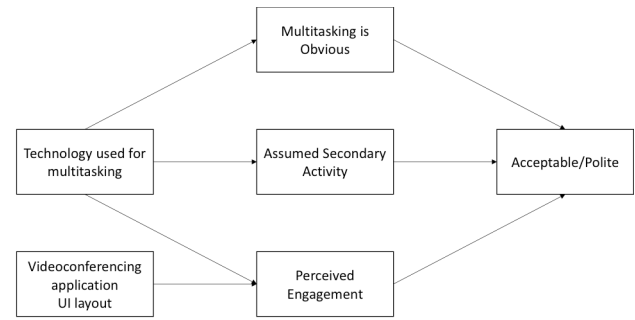 Multitasking is
Obvious
Technology used for
multitasking
Assumed Secondary
Activity
Acceptable/Polite
Videoconferencing
application
UI layout
Perceived
Engagement